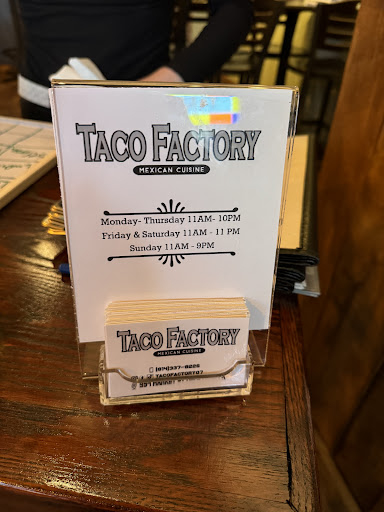 TACO FACTORY
MEXICAN CUISINE
Monday- Thursday 11AM- 10PM
Friday & Saturday 11AM - 11 PM
Sunday 11AM - 9PM
TACO FACTORY
MEXICAN CUISINE
TACOFACTORY07